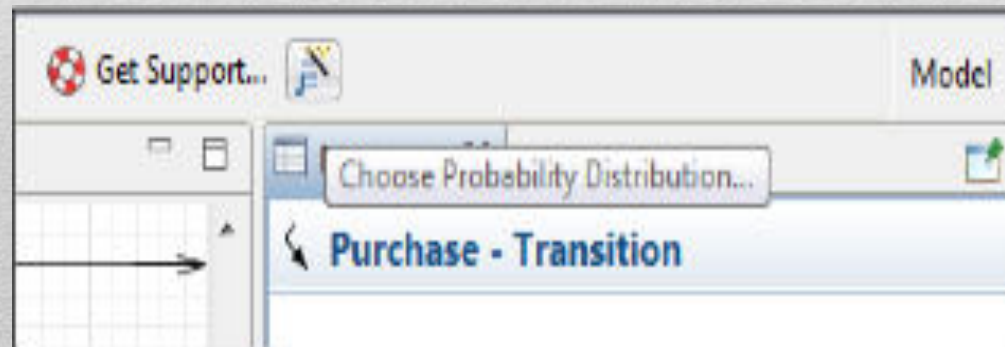 Get Support...
Model
Choose Probability Distribution...
Purchase - Transition